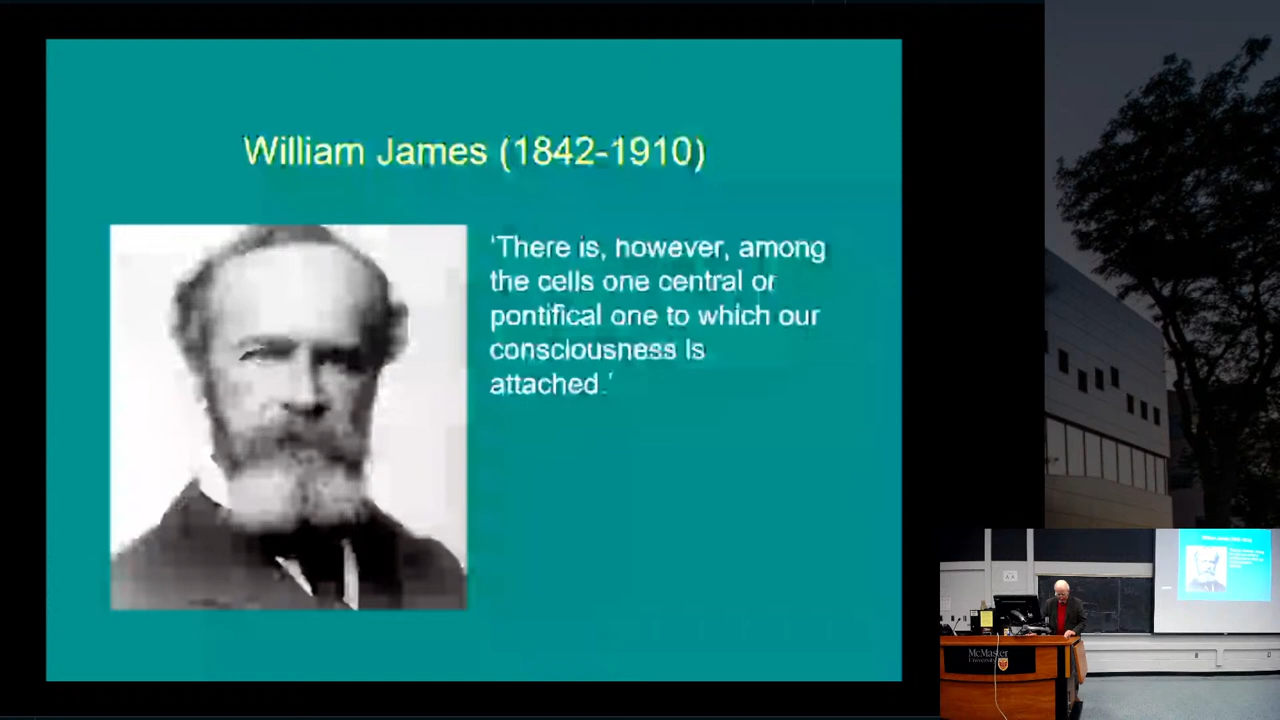 William James (1842-1910)
'There is, however, among
the cells one central or
pontifical one to which our
consciousness is
attached.'
McMaster
University